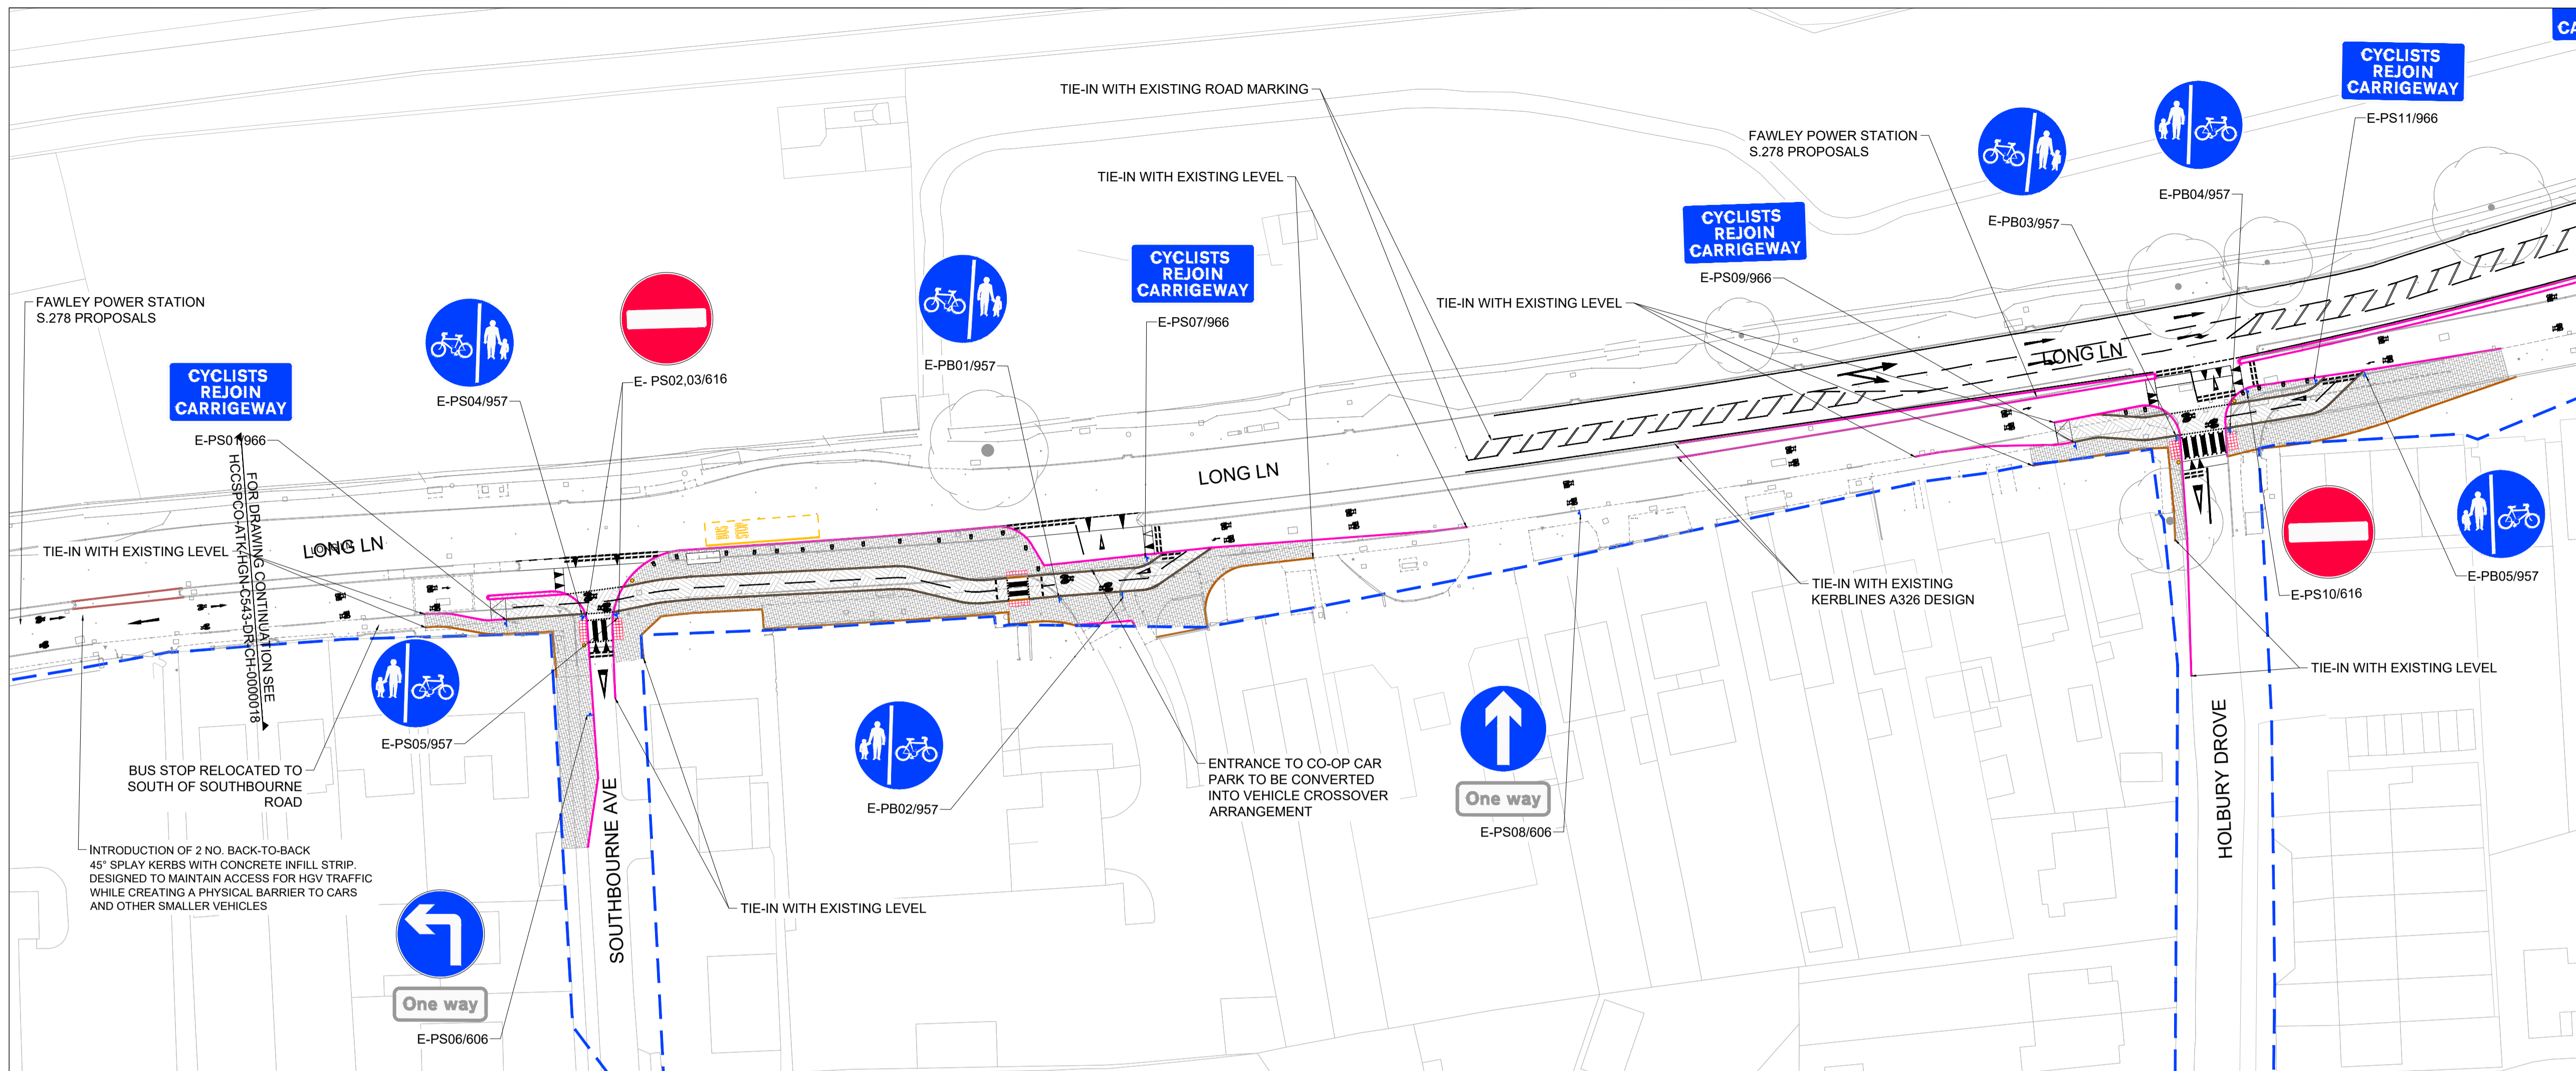 CA
CYCLISTS
REJOIN
CARRIGEWAY
E-PS11/966
TIE-IN WITH EXISTING ROAD MARKING
FAWLEY POWER STATION
S.278 PROPOSALS
E-PB04/957
E-PB03/957
TIE-IN WITH EXISTING LEVEL
CYCLISTS
REJOIN
CARRIGEWAY
E-PS09/966
TIE-IN WITH EXISTING LEVEL
CYCLISTS
REJOIN
CARRIGEWAY
E-PS07/966
E-PB01/957
E- PS02,03/616
E-PS04/957
FAWLEY POWER STATION
S.278 PROPOSALS
CYCLISTS
REJOIN
CARRIGEWAY
E-PS01/966
FOR DRAWING CONTINUATION SEE
HCCSPCO-ATK-HGN-C543-DR-CH-0000018
LONG LN
LONG LN
LONG LN
BUS
STOP
TIE-IN WITH EXISTING LEVEL
E-PS05/957
BUS STOP RELOCATED TO
SOUTH OF SOUTHBOURNE
ROAD
INTRODUCTION OF 2 NO. BACK-TO-BACK
45° SPLAY KERBS WITH CONCRETE INFILL STRIP.
DESIGNED TO MAINTAIN ACCESS FOR HGV TRAFFIC
WHILE CREATING A PHYSICAL BARRIER TO CARS
AND OTHER SMALLER VEHICLES
One way
E-PS06/606
SOUTHBOURNE AVE
TIE-IN WITH EXISTING LEVEL
E-PB02/957
ENTRANCE TO CO-OP CAR
PARK TO BE CONVERTED
INTO VEHICLE CROSSOVER
ARRANGEMENT
One way
E-PS08/606
TIE-IN WITH EXISTING
KERBLINES A326 DESIGN
E-PB05/957
E-PS10/616
TIE-IN WITH EXISTING LEVEL
HOLBURY DROVE